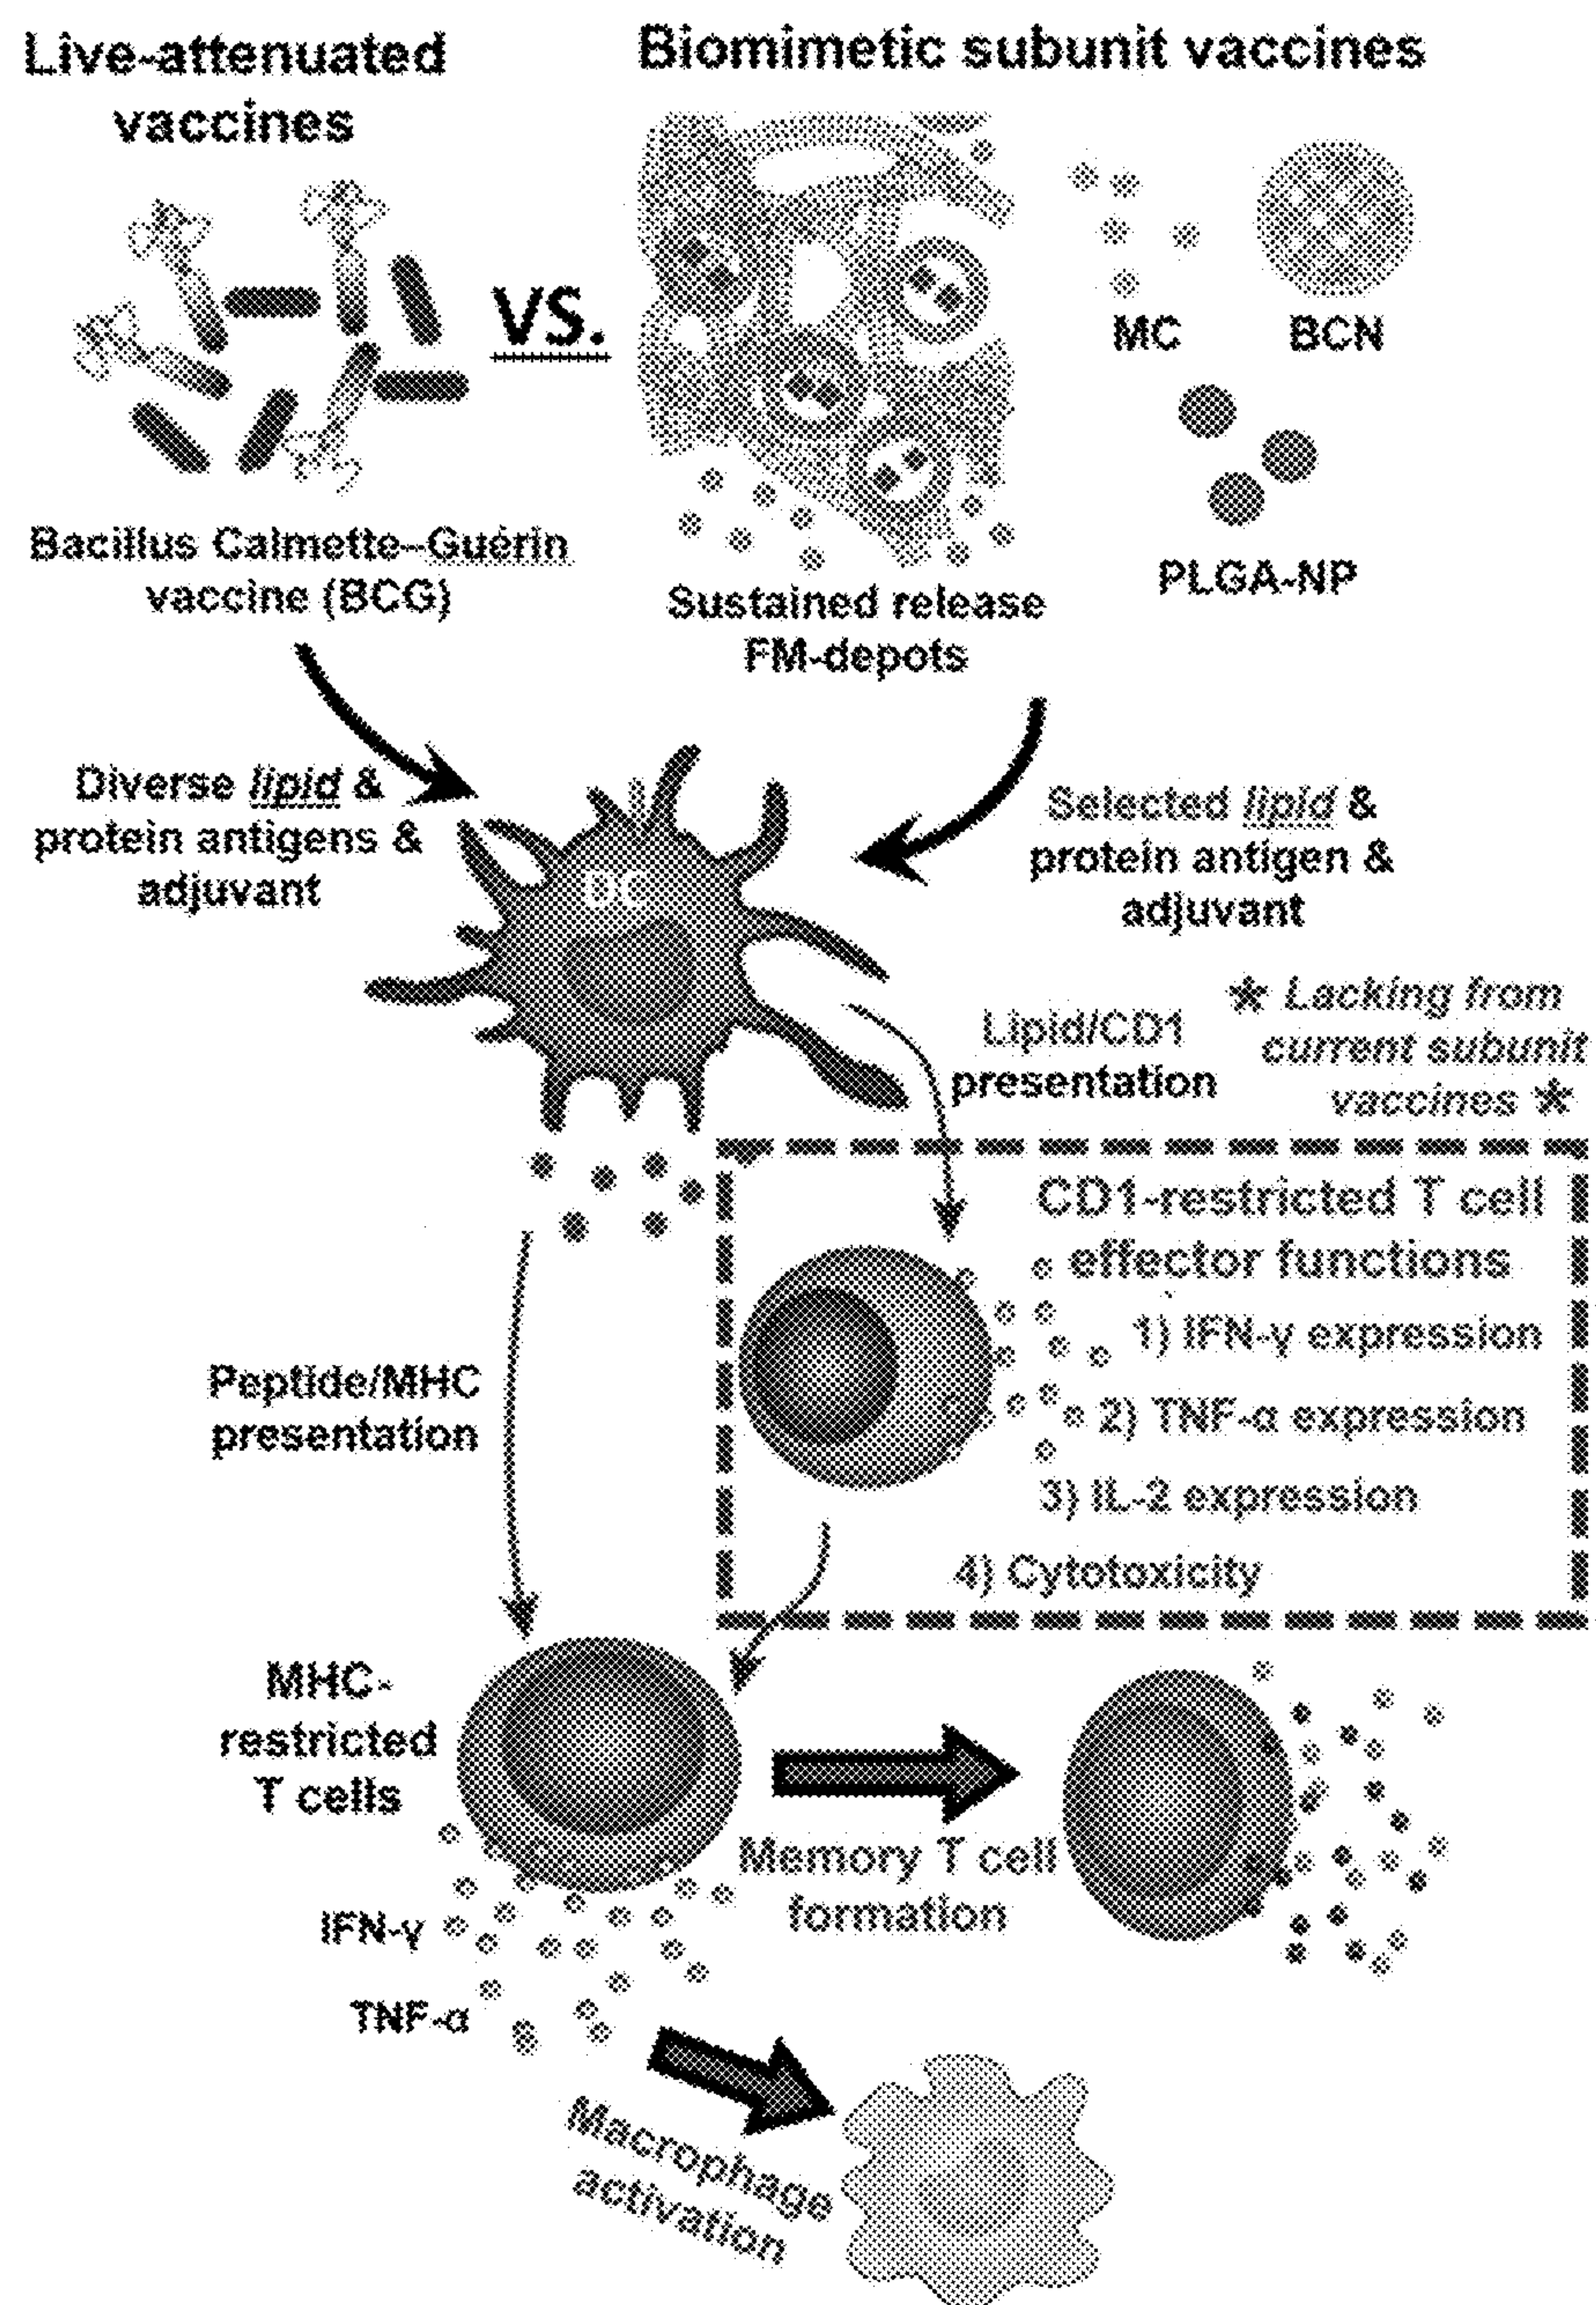 Live-attenuated
vaccines
Biomimetic subunit vaccines
VS.
MC
BCN
PLGA-NP
Bacillus Calmette–Guérin
vaccine (BCG)
Sustained release
FM-depots
Diverse lipid &
protein antigens &
adjuvant
DC
Selected lipid &
protein antigen &
adjuvant
Lipid/CD1
presentation
* Lacking from
current subunit
vaccines *
CD1-restricted T cell
effector functions
1) IFN-γ expression
2) TNF-α expression
3) IL-2 expression
4) Cytotoxicity
Peptide/MHC
presentation
MHC-
restricted
T cells
Memory T cell
formation
IFN-γ
TNF-α
Macrophage
activation